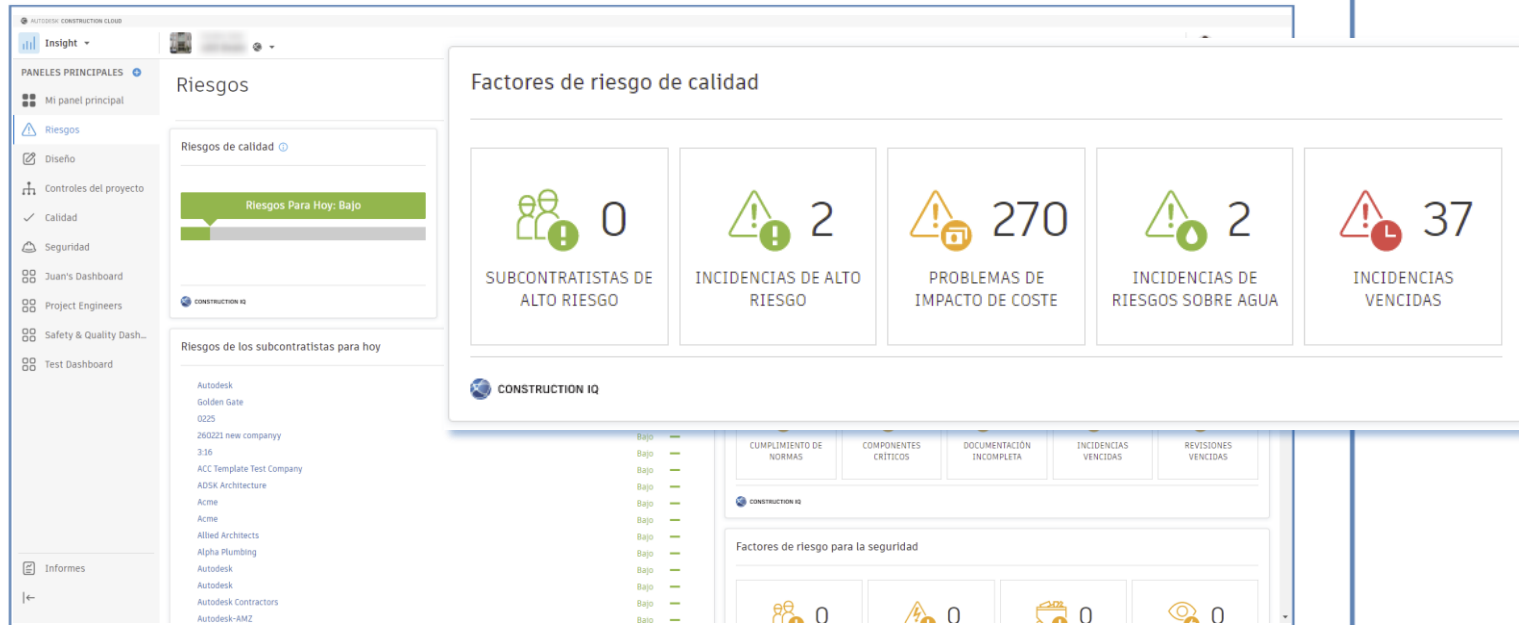 AUTODESK CONSTRUCTION CLOUD
Insight
PANELES PRINCIPALES
Mi panel principal
Riesgos
Diseño
Controles del proyecto
Calidad
Seguridad
Juan's Dashboard
Project Engineers
Safety & Quality Dash...
Test Dashboard
Informes
Riesgos
Riesgos de calidad
Riesgos Para Hoy: Bajo
CONSTRUCTION IQ
Riesgos de los subcontratistas para hoy
Autodesk
Golden Gate
0225
260221 new companyy
Bajo
3:16
Bajo
ACC Template Test Company
Bajo
ADSK Architecture
Bajo
Acme
Bajo
Acme
Bajo
Allied Architects
Bajo
Alpha Plumbing
Bajo
Autodesk
Bajo
Autodesk
Bajo
Autodesk Contractors
Bajo
Autodesk-AMZ
Bajo
Factores de riesgo de calidad
0
SUBCONTRATISTAS DE
ALTO RIESGO
2
INCIDENCIAS DE ALTO
RIESGO
270
PROBLEMAS DE
IMPACTO DE COSTE
2
INCIDENCIAS DE
RIESGOS SOBRE AGUA
37
INCIDENCIAS
VENCIDAS
CONSTRUCTION IQ
CUMPLIMIENTO DE
NORMAS
COMPONENTES
CRÍTICOS
DOCUMENTACIÓN
INCOMPLETA
INCIDENCIAS
VENCIDAS
REVISIONES
VENCIDAS
CONSTRUCTION IQ
Factores de riesgo para la seguridad
0
0
0
0